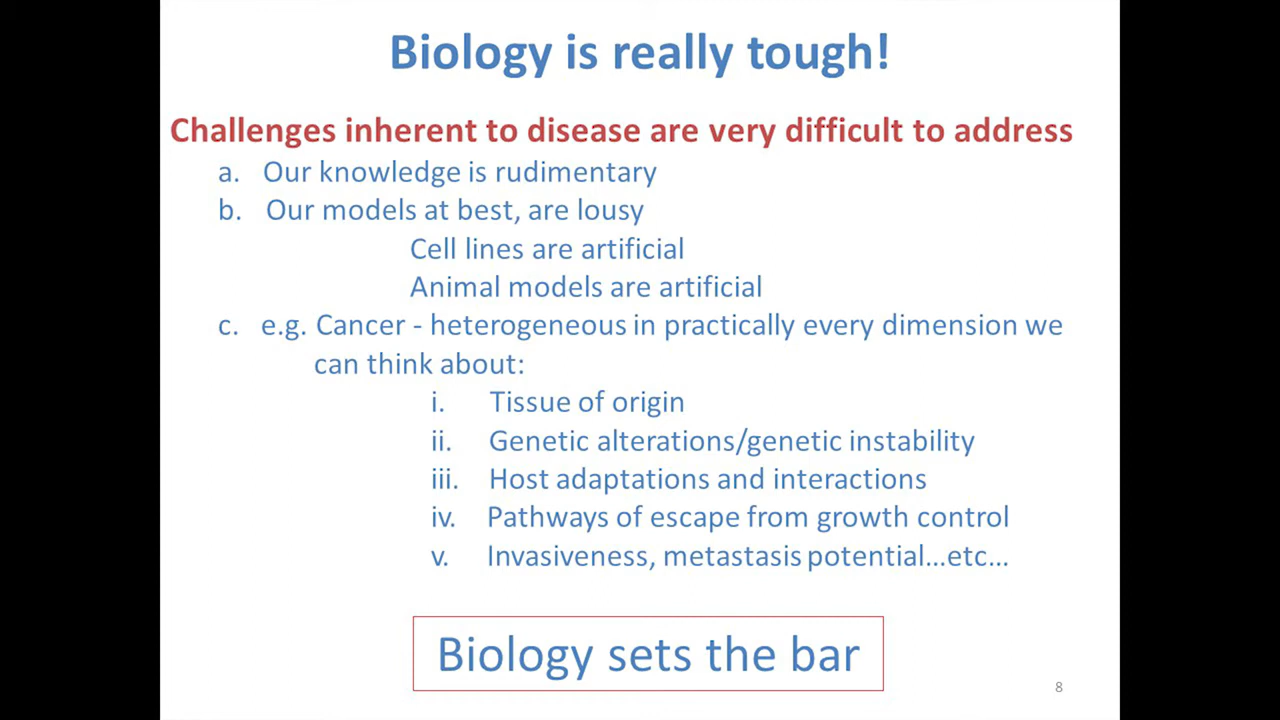 Biology is really tough!
Challenges inherent to disease are very difficult to address
a. Our knowledge is rudimentary
b. Our models at best, are lousy
Cell lines are artificial
Animal models are artificial
c. e.g. Cancer - heterogeneous in practically every dimension we
can think about:
i. Tissue of origin
ii. Genetic alterations/genetic instability
iii. Host adaptations and interactions
iv. Pathways of escape from growth control
v. Invasiveness, metastasis potential...etc...
Biology sets the bar
8